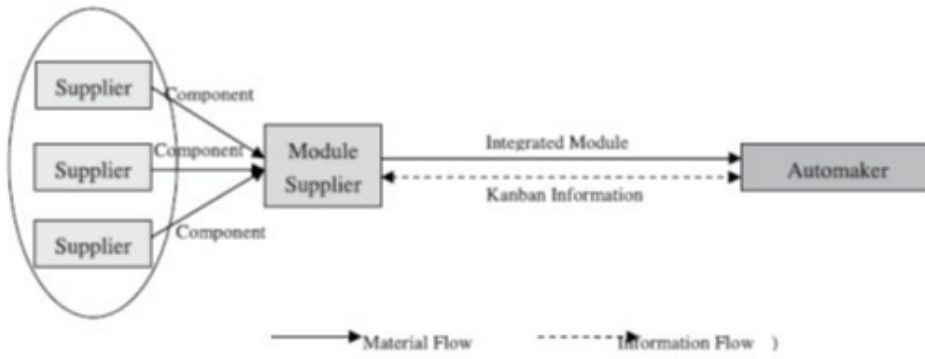 Supplier
Component
Supplier
Component
Supplier
Component
Module
Supplier
Integrated Module
Kanban Information
Automaker
Material Flow
Information Flow )